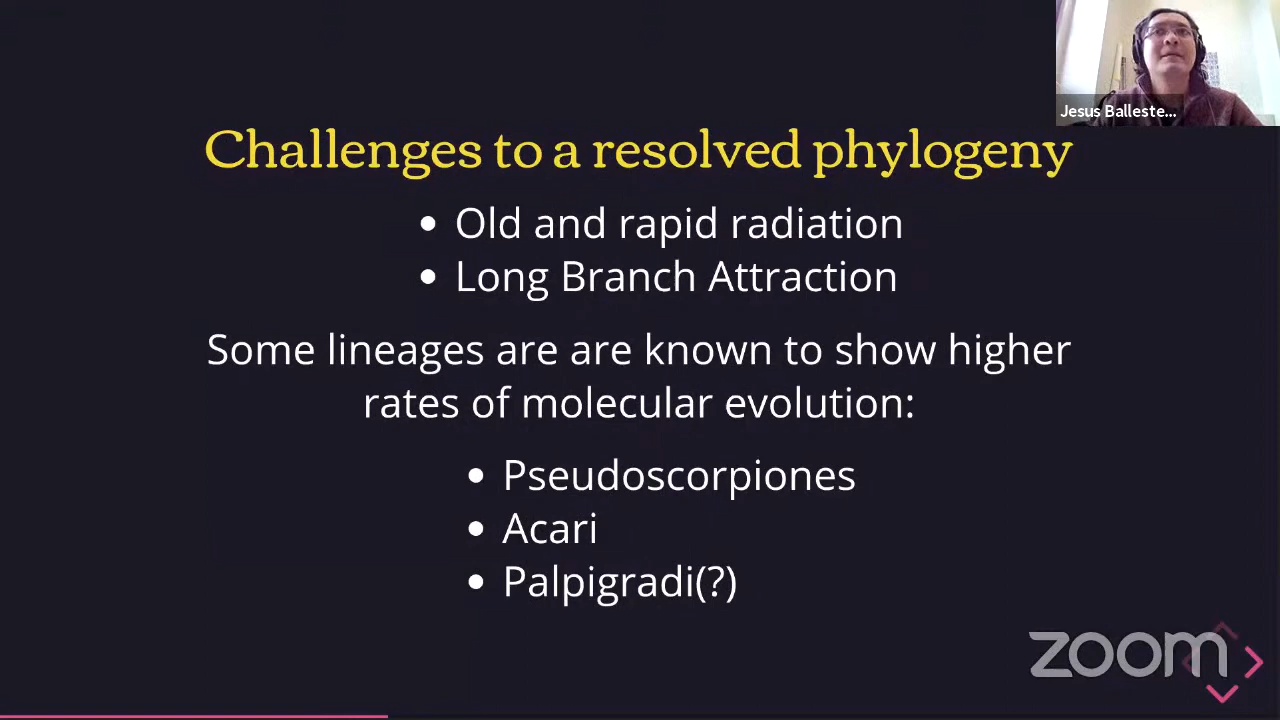 Jesus Balleste...
Challenges to a resolved phylogeny
• Old and rapid radiation
• Long Branch Attraction
Some lineages are are known to show higher
rates of molecular evolution:
• Pseudoscorpiones
• Acari
• Palpigradi(?)
zoom